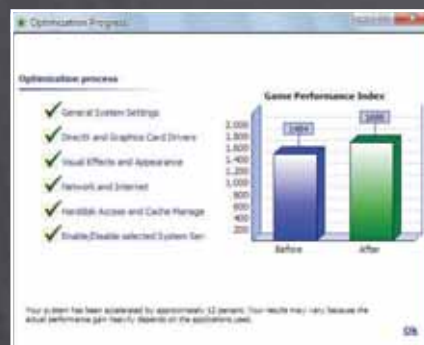 Optimization Progress
Optimization process
General System Settings
DirectX and Graphics Card Drivers
Visual Effects and Appearance
Network and Internet
Harddisk Access and Cache Manage
Enable/Disable selected System Ser
Game Performance Index
2,000
1,800
1,600
1,400
1,200
1,000
800
600
400
200
Before
After
Your system has been accelerated by approximately 12 percent. Your results may vary because the
actual performance gain heavily depends on the applications used.
Ok